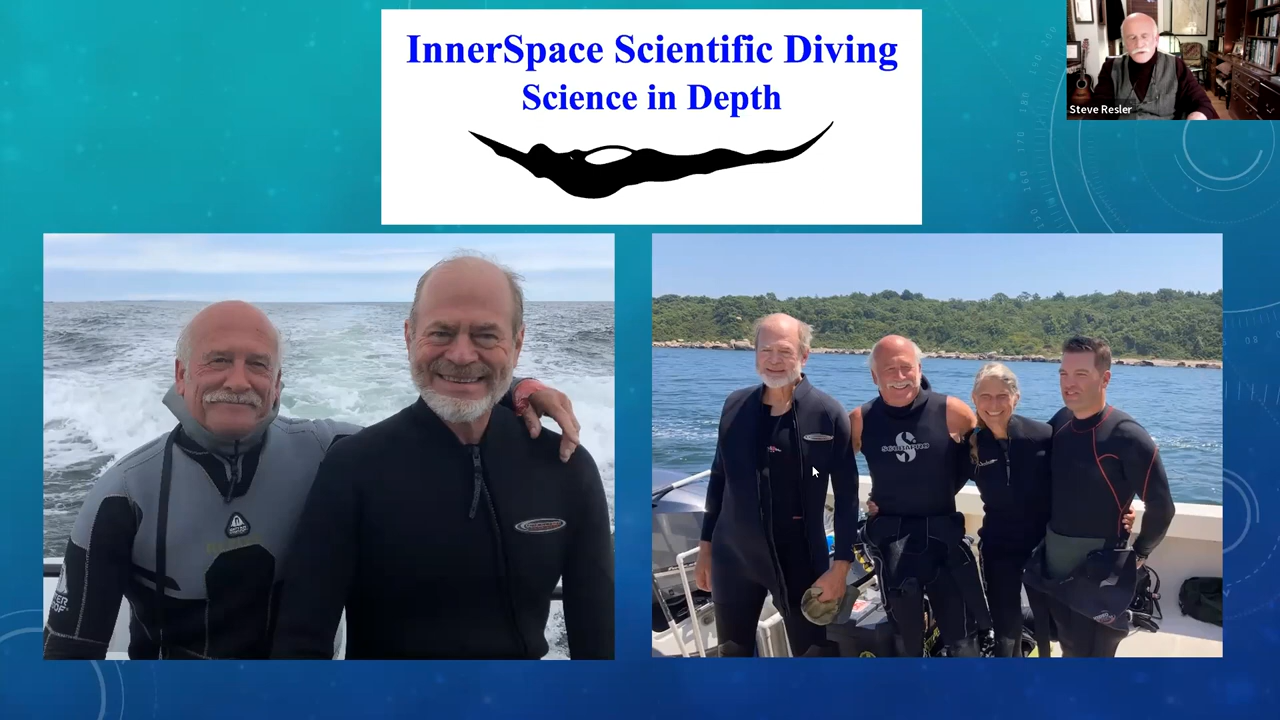 InnerSpace Scientific Diving
Science in Depth
Steve Resler
SCUBAPRO